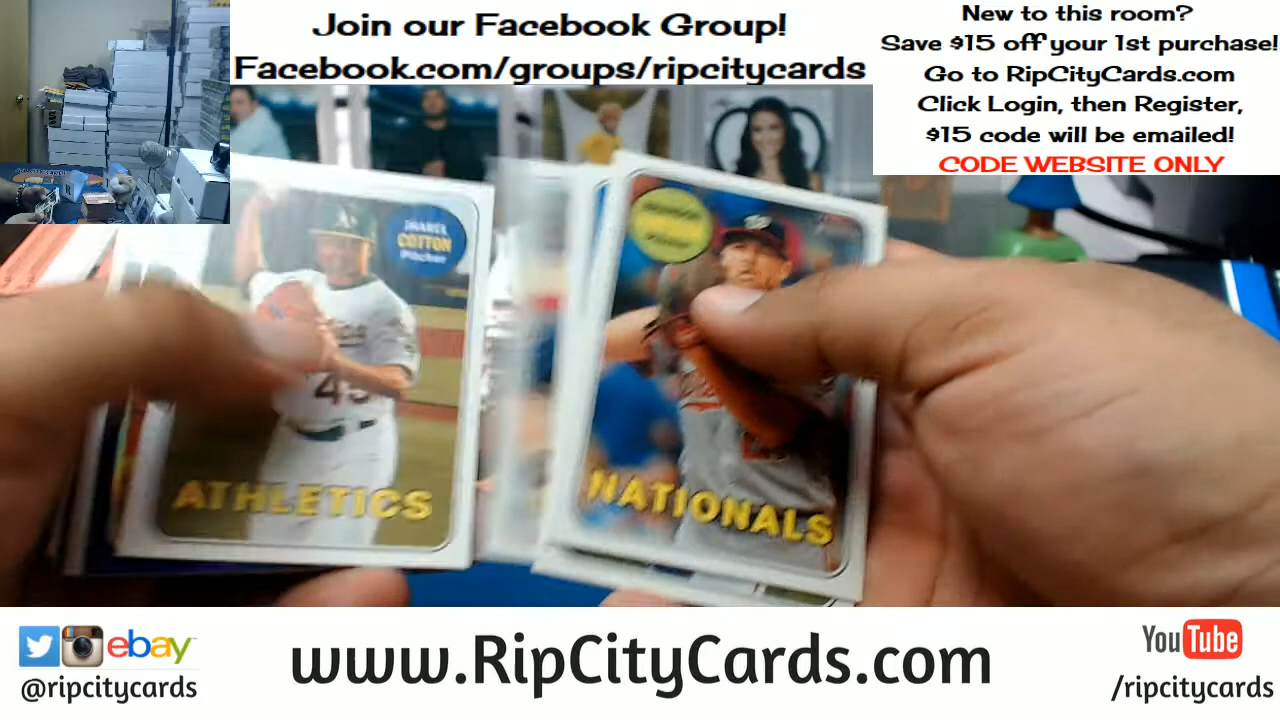 Join our Facebook Group!
Facebook.com/groups/ripcitycards
New to this room?
Save $15 off your 1st purchase!
Go to RipCityCards.com
Click Login, then Register,
$15 code will be emailed!
CODE WEBSITE ONLY
COTTON
Pitcher
45
ATHLETICS
NATIONALS
ebay
@ripcitycards
www.RipCityCards.com
YouTube
/ripcitycards